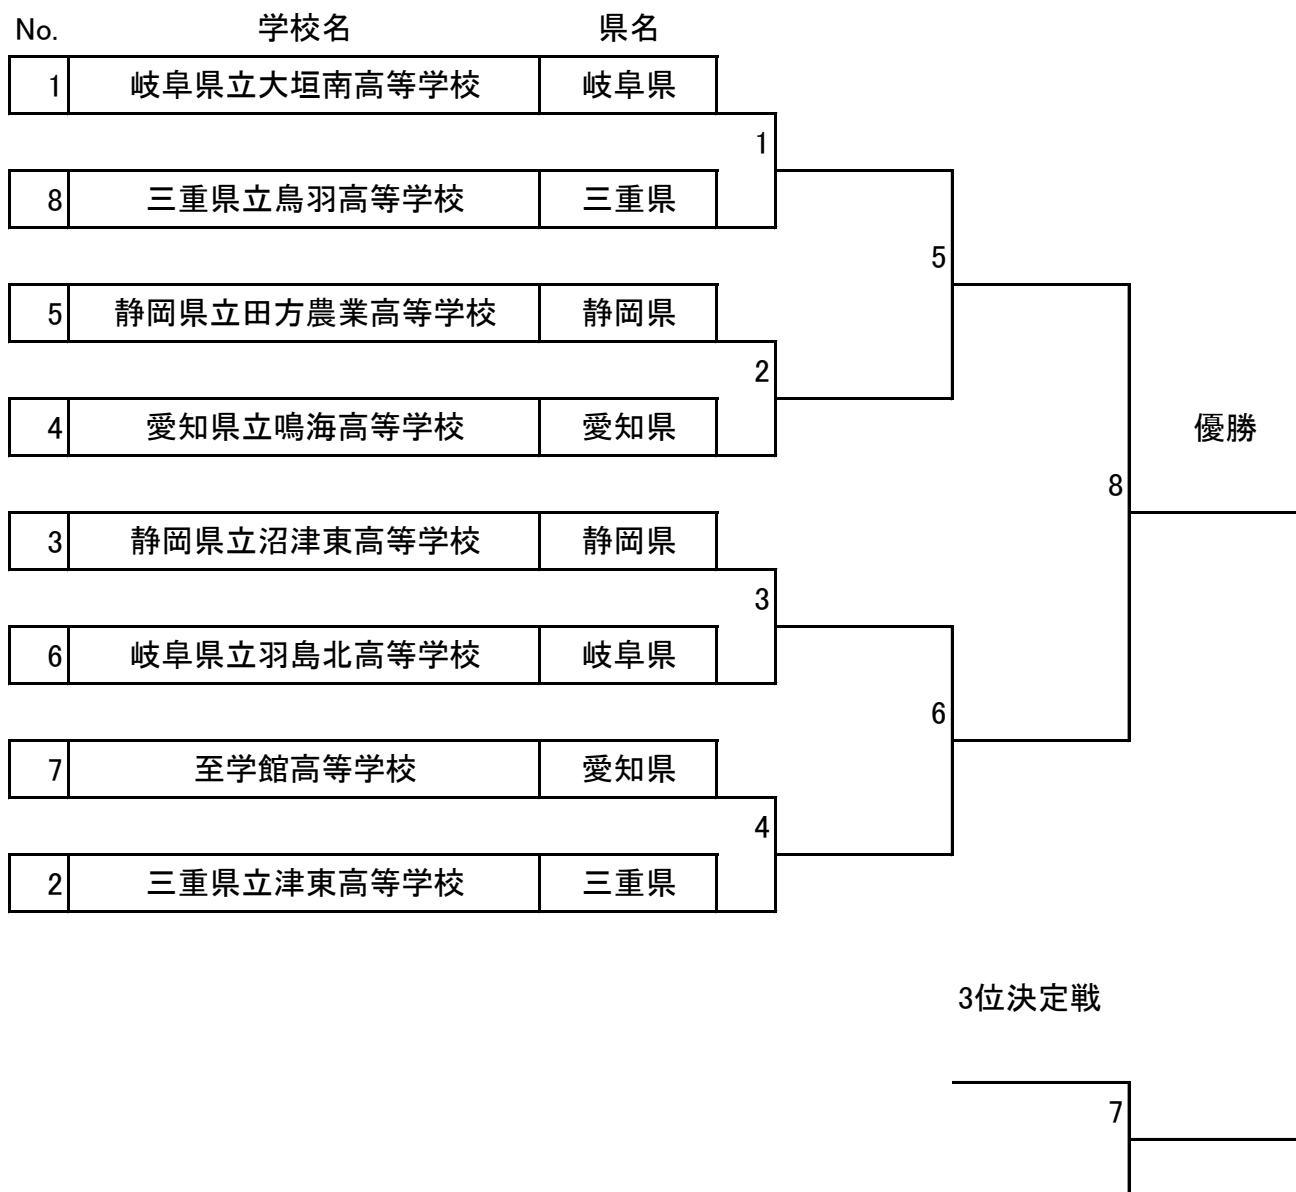 No. 学校名 県名
1 岐阜県立大垣南高等学校 岐阜県
1
8 三重県立鳥羽高等学校 三重県
5
5 静岡県立田方農業高等学校 静岡県
2
4 愛知県立鳴海高等学校 愛知県
優勝
8
3 静岡県立沼津東高等学校 静岡県
3
6 岐阜県立羽島北高等学校 岐阜県
6
7 至学館高等学校 愛知県
4
2 三重県立津東高等学校 三重県
3位決定戦
7